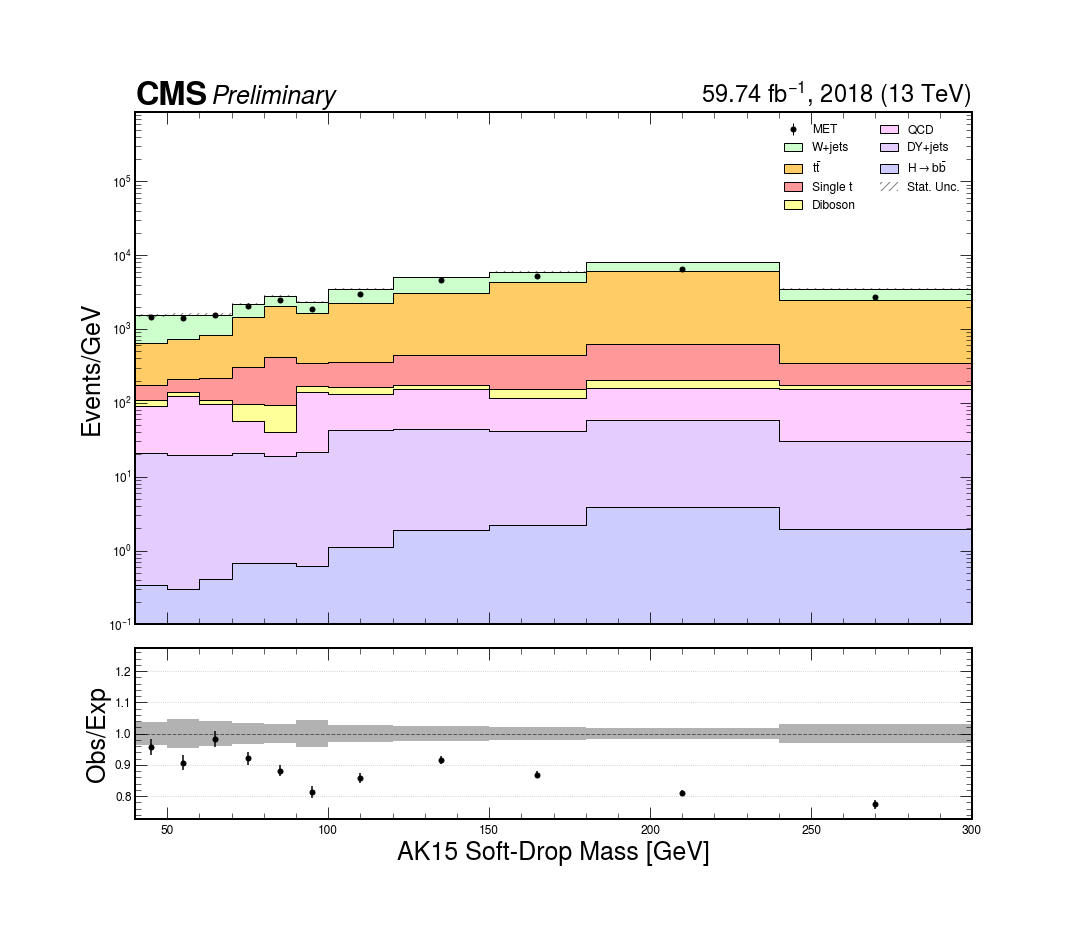 CMS Preliminary
59.74 fb⁻¹, 2018 (13 TeV)
MET
W+jets
tt̄
Single t
Diboson
QCD
DY+jets
H→bb̄
Stat. Unc.
Events/GeV
10⁵
10⁴
10³
10²
10¹
10⁰
10⁻¹
Obs/Exp
1.2
1.1
1.0
0.9
0.8
50 100 150 200 250 300
AK15 Soft-Drop Mass [GeV]